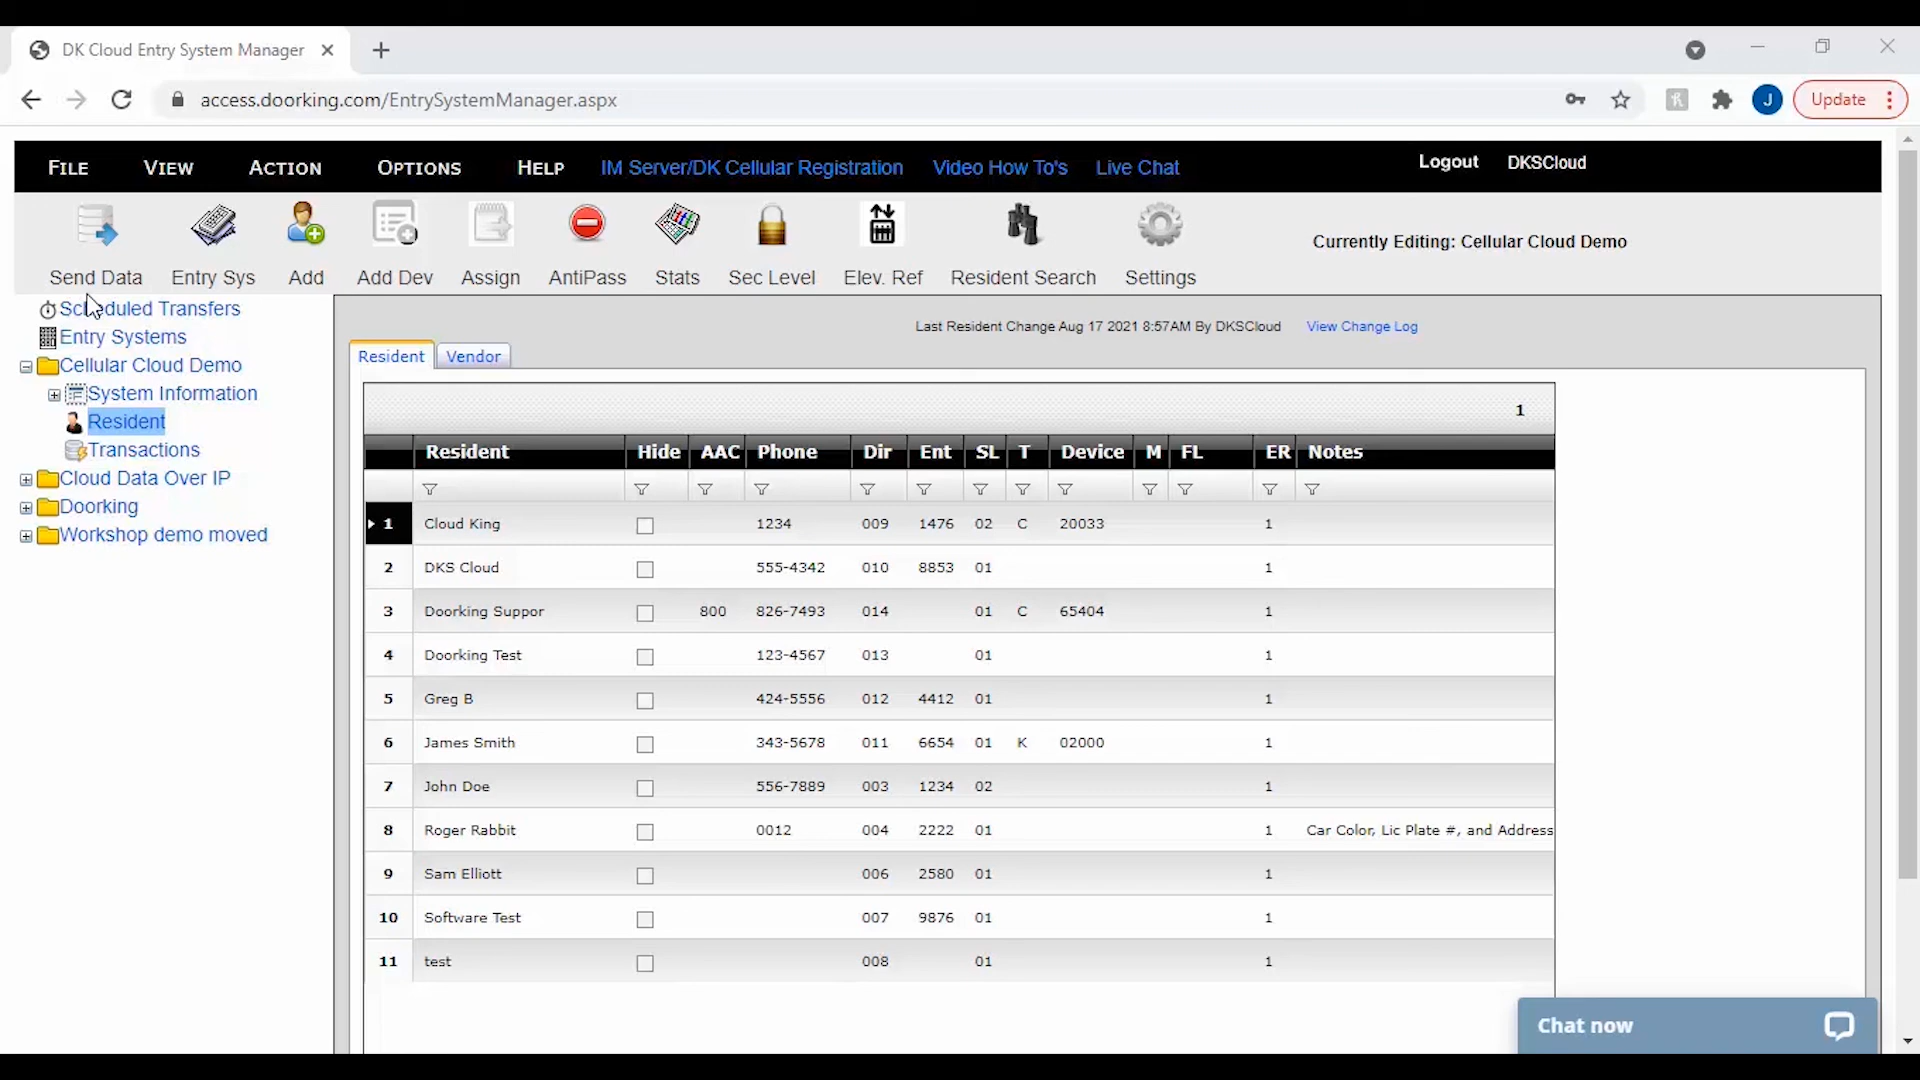 DK Cloud Entry System Manager
access.doorking.com/EntrySystemManager.aspx
J
Update
FILE VIEW ACTION OPTIONS HELP IM Server/DK Cellular Registration Video How To's Live Chat Logout DKSCloud
Send Data Entry Sys Add Add Dev Assign AntiPass Stats Sec Level Elev. Ref Resident Search Settings
Currently Editing: Cellular Cloud Demo
Scheduled Transfers
Entry Systems
Cellular Cloud Demo
System Information
Resident
Transactions
Cloud Data Over IP
Doorking
Workshop demo moved
Last Resident Change Aug 17 2021 8:57AM By DKSCloud View Change Log
Resident Vendor
1
Resident Hide AAC Phone Dir Ent SL T Device M FL ER Notes
1 Cloud King 1234 009 1476 02 C 20033 1
2 DKS Cloud 555-4342 010 8853 01 1
3 Doorking Suppor 800 826-7493 014 01 C 65404 1
4 Doorking Test 123-4567 013 01 1
5 Greg B 424-5556 012 4412 01 1
6 James Smith 343-5678 011 6654 01 K 02000 1
7 John Doe 556-7889 003 1234 02 1
8 Roger Rabbit 0012 004 2222 01 1 Car Color, Lic Plate #, and Address
9 Sam Elliott 006 2580 01 1
10 Software Test 007 9876 01 1
11 test 008 01 1
Chat now